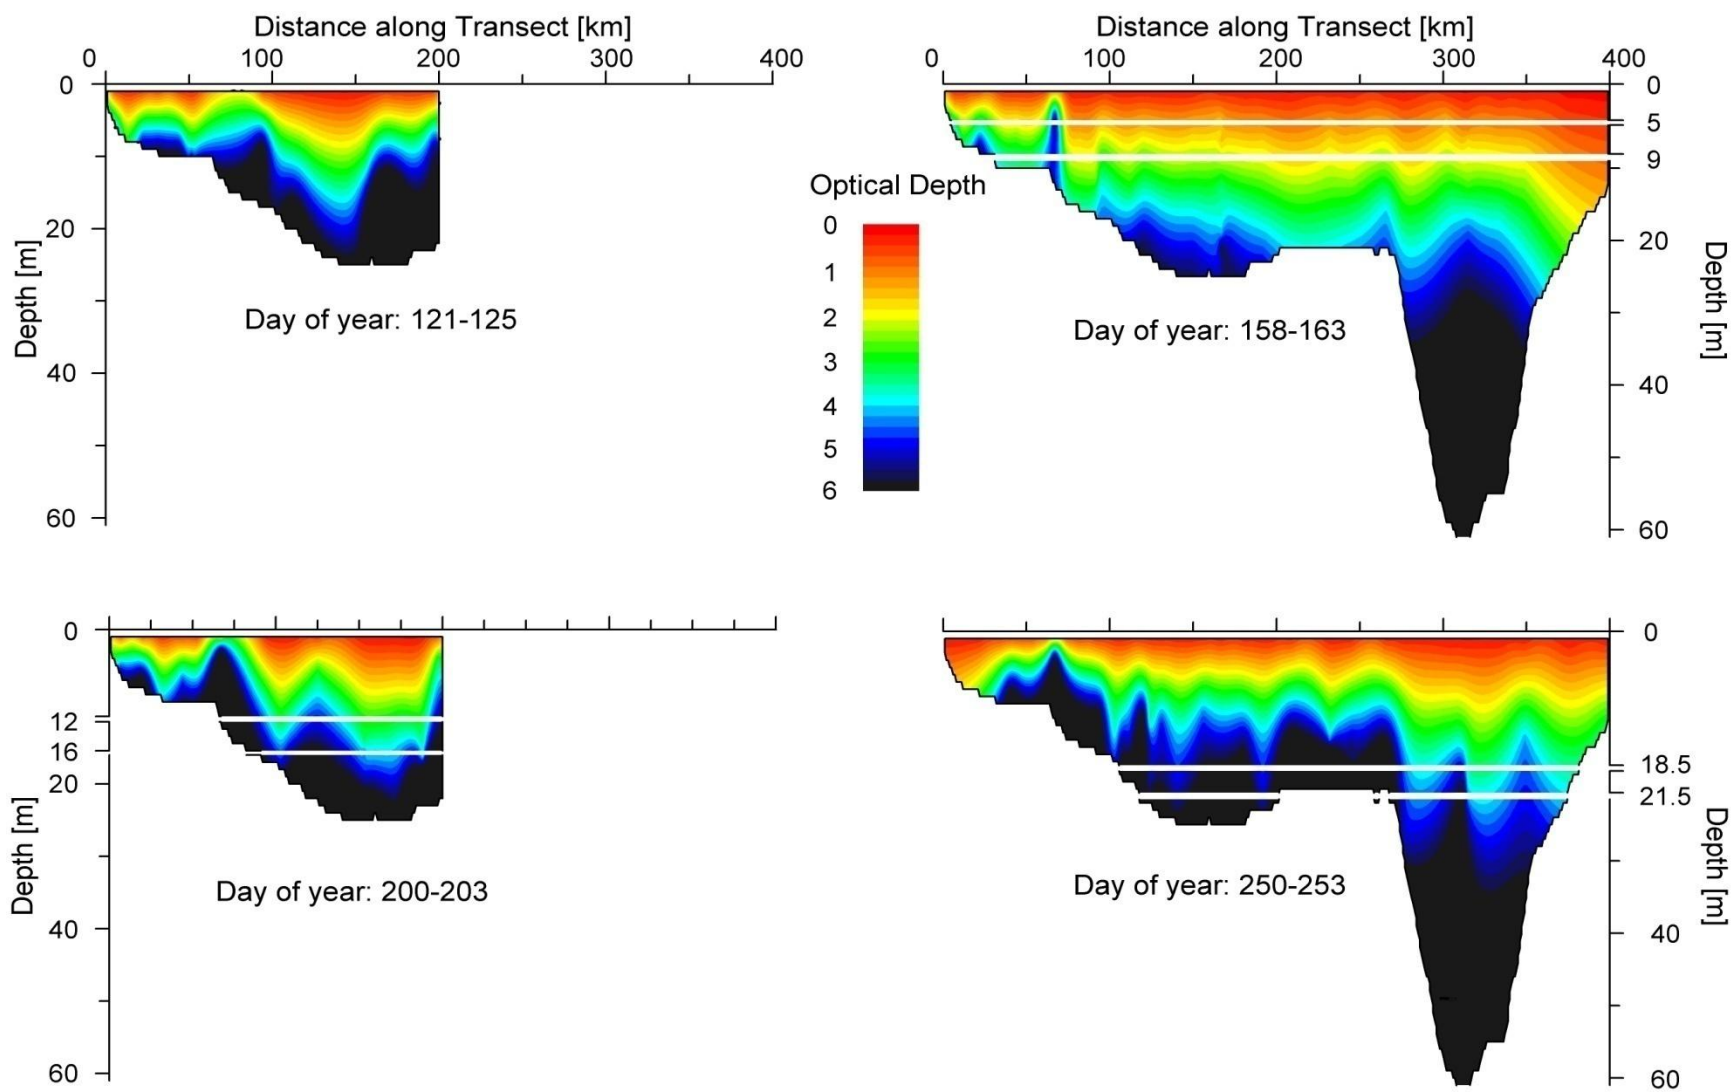 Distance along Transect [km]
0 100 200 300 400
0
20
40
60
Depth [m]
Day of year: 121-125
Distance along Transect [km]
0 100 200 300 400
0
5
9
20
40
60
Depth [m]
Day of year: 158-163
Optical Depth
0
1
2
3
4
5
6
0
12
16
20
40
60
Depth [m]
Day of year: 200-203
0
18.5
21.5
40
60
Depth [m]
Day of year: 250-253